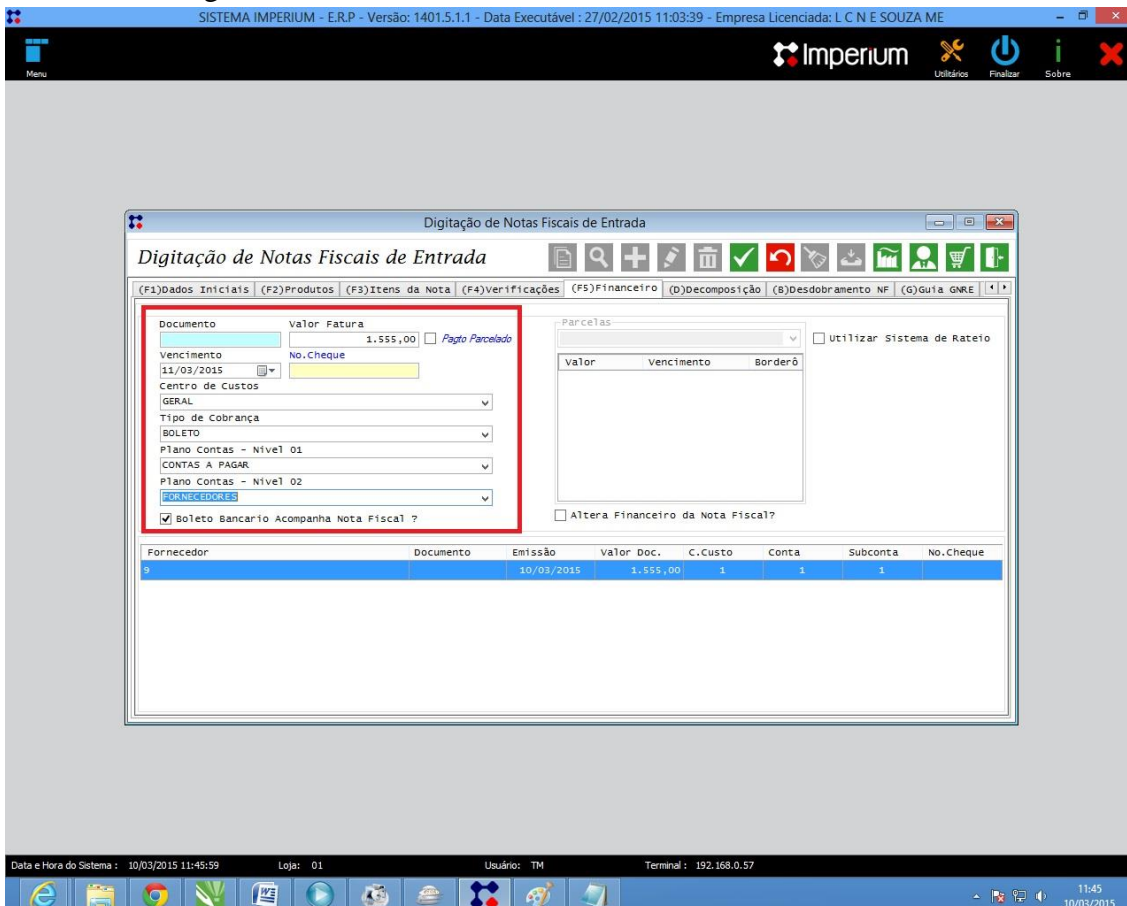 SISTEMA IMPERIUM - E.R.P - Versão: 1401.5.1.1 - Data Executável : 27/02/2015 11:03:39 - Empresa Licenciada: L C N E SOUZA ME
Menu
Imperium
Utilitários
Finalizar
Sobre
Digitação de Notas Fiscais de Entrada
Digitação de Notas Fiscais de Entrada
(F1)Dados Iniciais (F2)Produtos (F3)Itens da Nota (F4)Verificações (F5)Financeiro (D)Decomposição (B)Desdobramento NF (G)Guia GNRE
Documento Valor Fatura
1.555,00 Pagto Parcelado
Vencimento No.Cheque
11/03/2015
Centro de Custos
GERAL
Tipo de Cobrança
BOLETO
Plano Contas - Nivel 01
CONTAS A PAGAR
Plano Contas - Nivel 02
FORNECEDORES
Boleto Bancario Acompanha Nota Fiscal ?
Parcelas
Utilizar Sistema de Rateio
Valor Vencimento Borderô
Altera Financeiro da Nota Fiscal?
Fornecedor Documento Emissão Valor Doc. C.Custo Conta Subconta No.Cheque
9 10/03/2015 1.555,00 1 1 1
Data e Hora do Sistema : 10/03/2015 11:45:59 Loja: 01 Usuário: TM Terminal : 192.168.0.57
11:45
10/03/2015